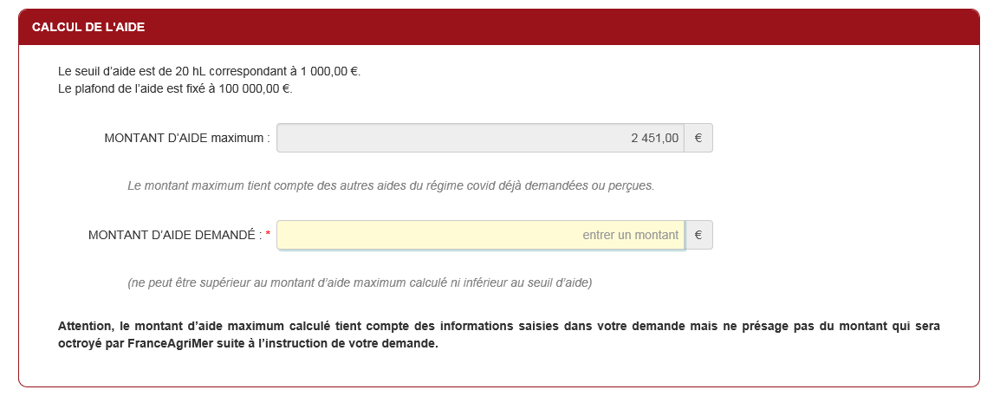 CALCUL DE L'AIDE
Le seuil d’aide est de 20 hL correspondant à 1 000,00 €.
Le plafond de l’aide est fixé à 100 000,00 €.
MONTANT D’AIDE maximum : 2 451,00 €
Le montant maximum tient compte des autres aides du régime covid déjà demandées ou perçues.
MONTANT D’AIDE DEMANDÉ : * entrer un montant €
(ne peut être supérieur au montant d’aide maximum calculé ni inférieur au seuil d’aide)
Attention, le montant d’aide maximum calculé tient compte des informations saisies dans votre demande mais ne présage pas du montant qui sera
octroyé par FranceAgriMer suite à l’instruction de votre demande.